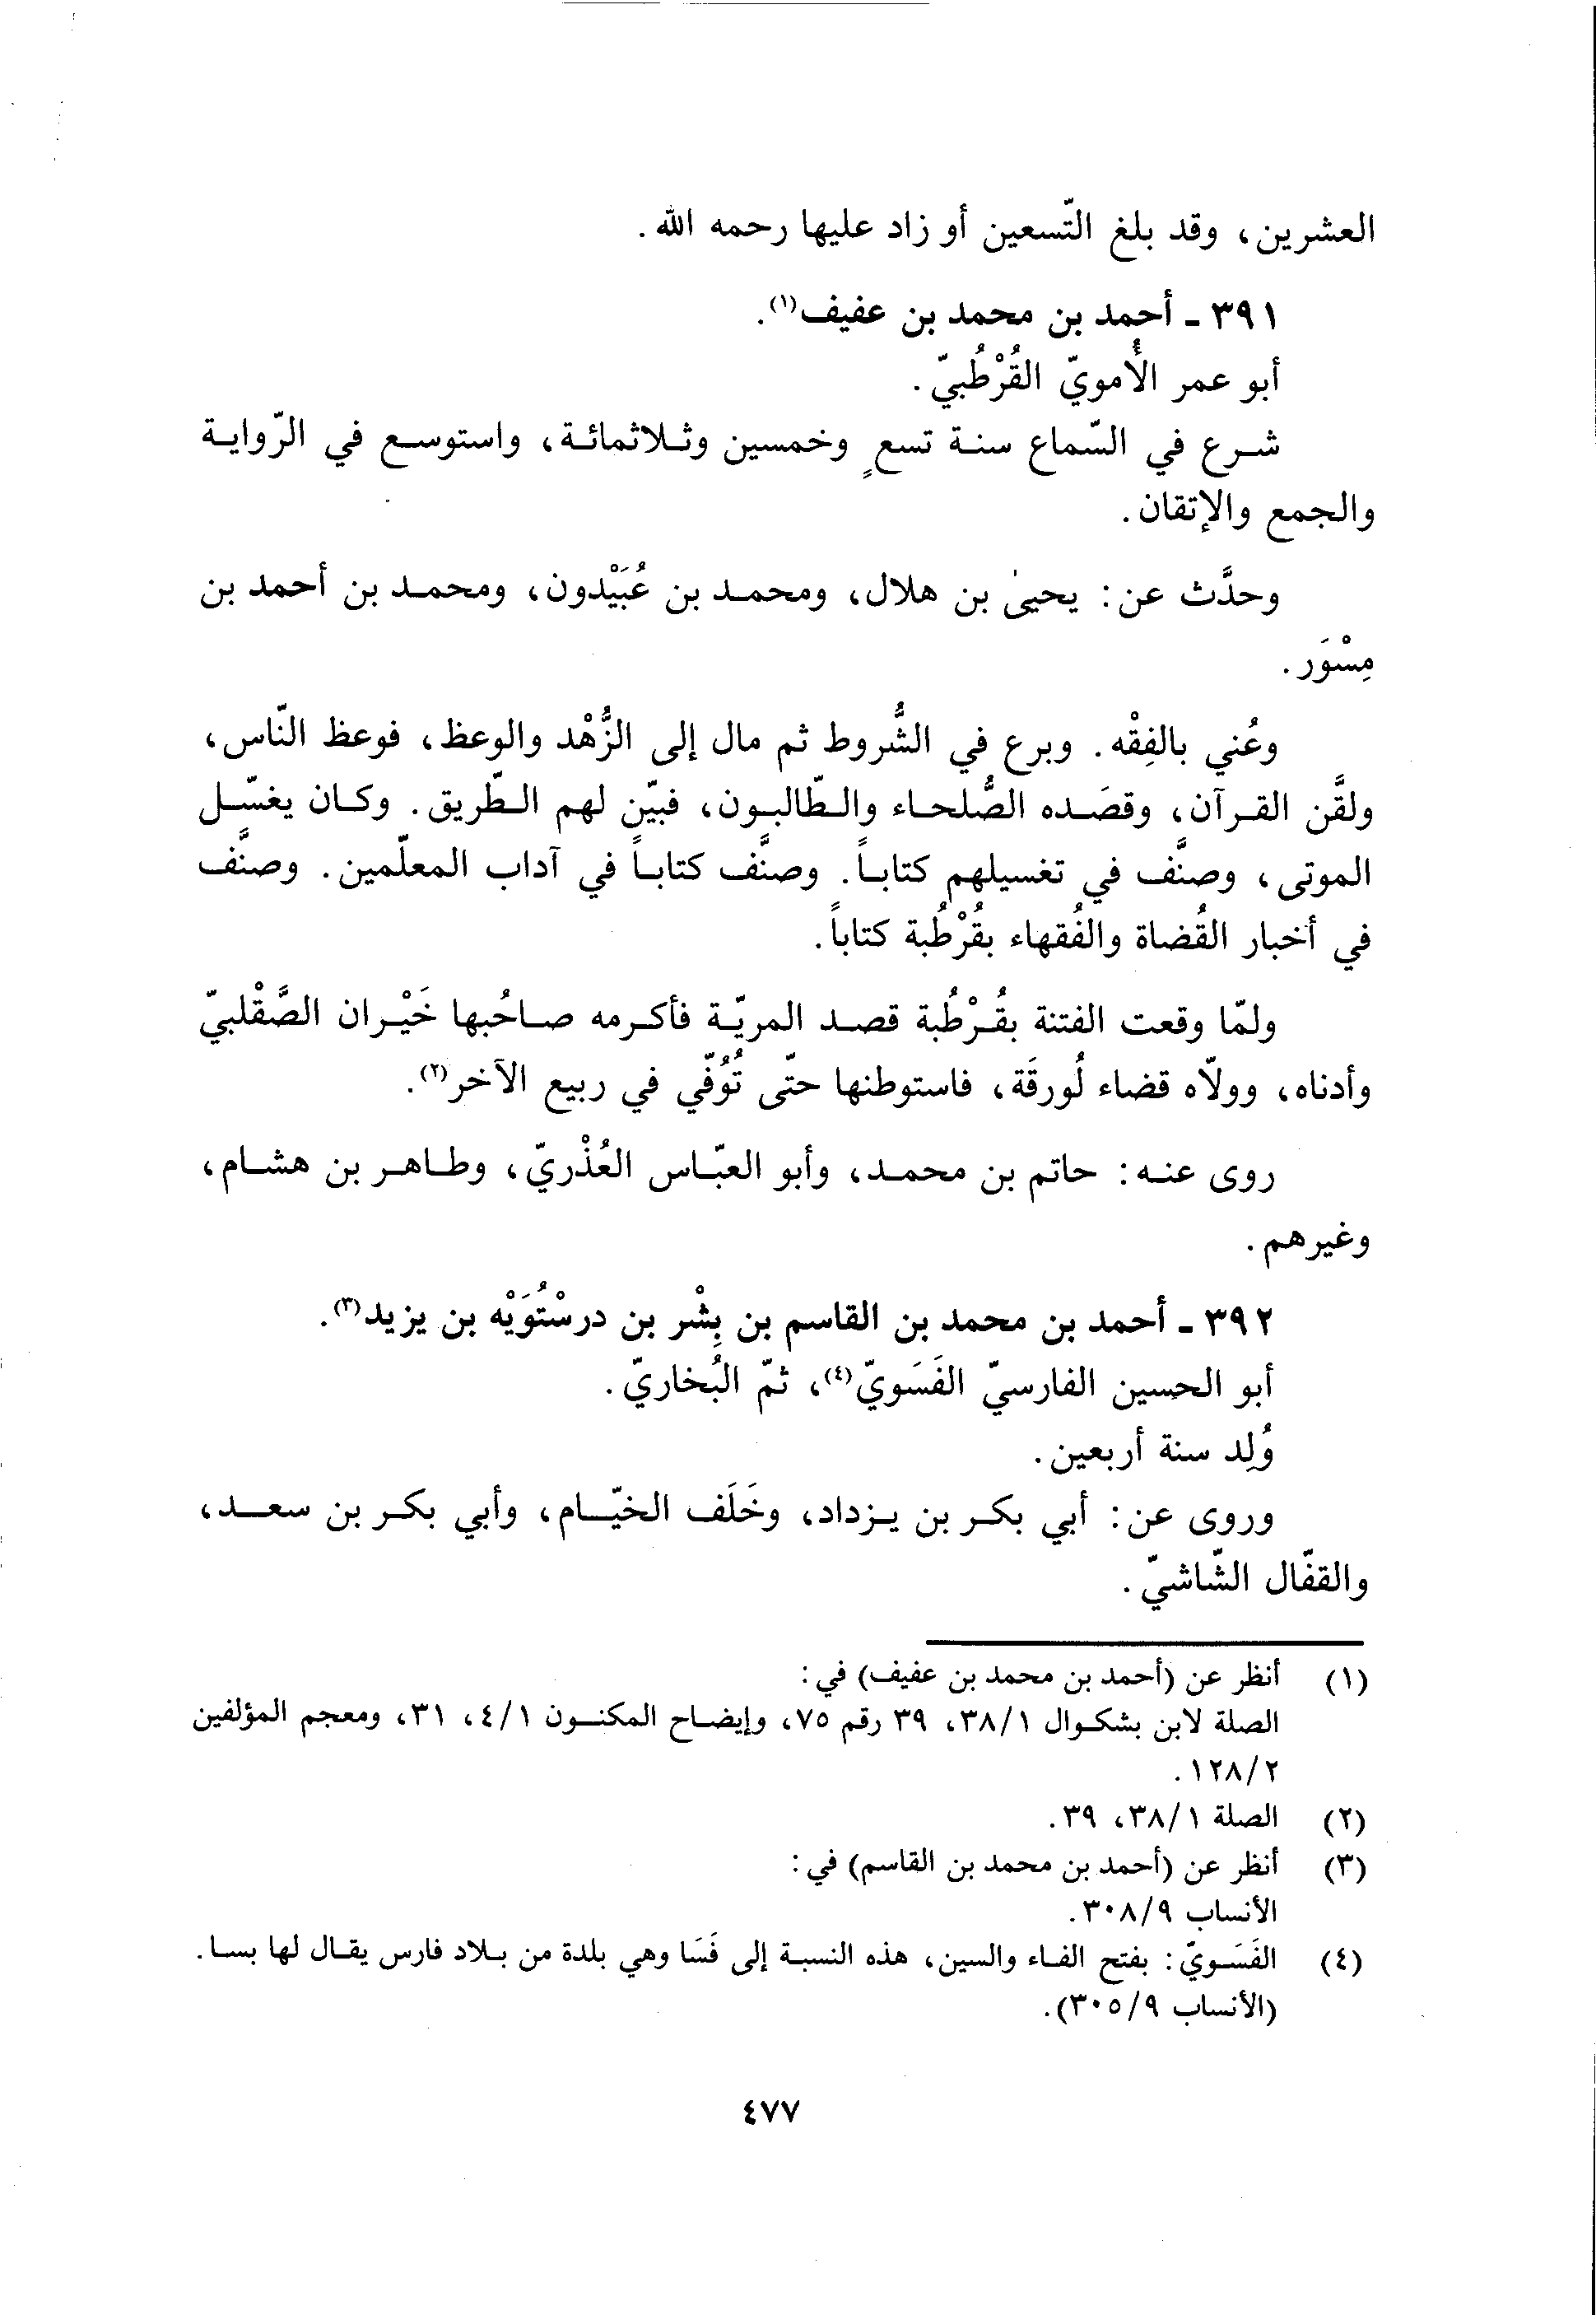 العشرين، وقد بلغ التّسعين أو زاد عليها رحمه الله.
٣٩١ ـ أحمد بن محمد بن عفيف(١).
أبو عمر الأُمويّ القُرْطُبيّ.
شرع في السّماع سنة تسعٍ وخمسين وثلاثمائة، واستوسع في الرّواية
والجمع والإتقان.
وحدَّث عن: يحيىٰ بن هلال، ومحمد بن عُبَيْدون، ومحمد بن أحمد بن
مِسْوَر.
وعُني بالفِقْه. وبرع في الشُّروط ثم مال إلى الزُّهْد والوعظ، فوعظ النّاس،
ولقَّن القرآن، وقصَده الصُّلحاء والطّالبون، فبيّن لهم الطّريق. وكان يغسّل
الموتى، وصنَّف في تغسيلهم كتاباً. وصنَّف كتاباً في آداب المعلّمين. وصنَّف
في أخبار القُضاة والفُقهاء بقُرْطُبة كتاباً.
ولمّا وقعت الفتنة بقُرْطُبة قصد المريّة فأكرمه صاحُبها خَيْران الصَّقْلبيّ
وأدناه، وولاّه قضاء لُورقَة، فاستوطنها حتّى تُوُفّي في ربيع الآخر(٢).
روى عنه: حاتم بن محمد، وأبو العبّاس العُذْريّ، وطاهر بن هشام،
وغيرهم.
٣٩٢ ـ أحمد بن محمد بن القاسم بن بِشْر بن درسْتُوَيْه بن يزيد(٣).
أبو الحسين الفارسيّ الفَسَويّ(٤)، ثمّ البُخاريّ.
وُلِد سنة أربعين.
وروى عن: أبي بكر بن يزداد، وخَلَف الخيّام، وأبي بكر بن سعد،
والقفّال الشّاشيّ.
(١) أنظر عن (أحمد بن محمد بن عفيف) في:
الصلة لابن بشكوال ٣٨/١، ٣٩ رقم ٧٥، وإيضاح المكنون ٤/١، ٣١، ومعجم المؤلفين
١٢٨/٢.
(٢) الصلة ٣٨/١، ٣٩.
(٣) أنظر عن (أحمد بن محمد بن القاسم) في:
الأنساب ٣٠٨/٩.
(٤) الفَسَويّ: بفتح الفاء والسين، هذه النسبة إلى فَسَا وهي بلدة من بلاد فارس يقال لها بسا.
(الأنساب ٣٠٥/٩).
٤٧٧